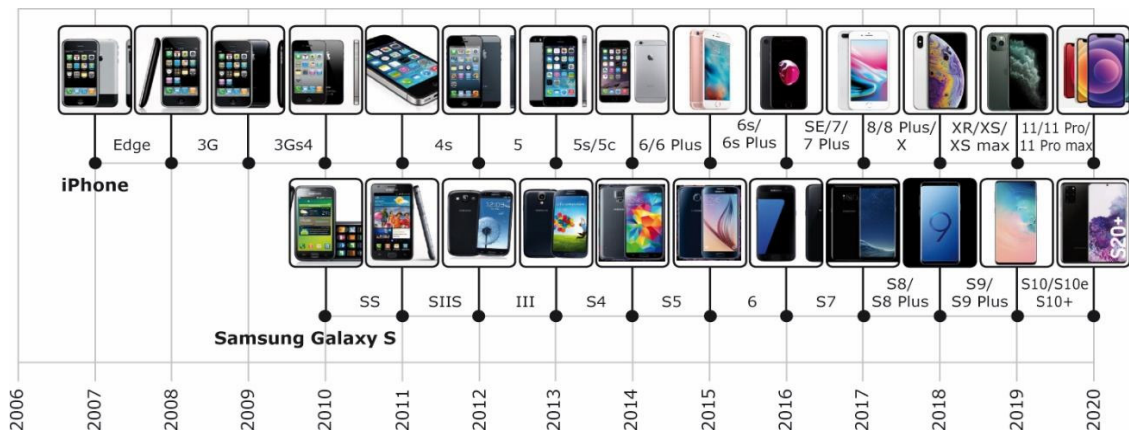 Edge
3G
3Gs4
4s
5
5s/5c
6/6 Plus
6s/
6s Plus
SE/7/
7 Plus
8/8 Plus/
X
XR/XS/
XS max
11/11 Pro/
11 Pro max
iPhone
9
S20+
SS
SIIS
III
S4
S5
6
S7
S8/
S8 Plus
S9/
S9 Plus
S10/S10e
S10+
Samsung Galaxy S
2006
2007
2008
2009
2010
2011
2012
2013
2014
2015
2016
2017
2018
2019
2020